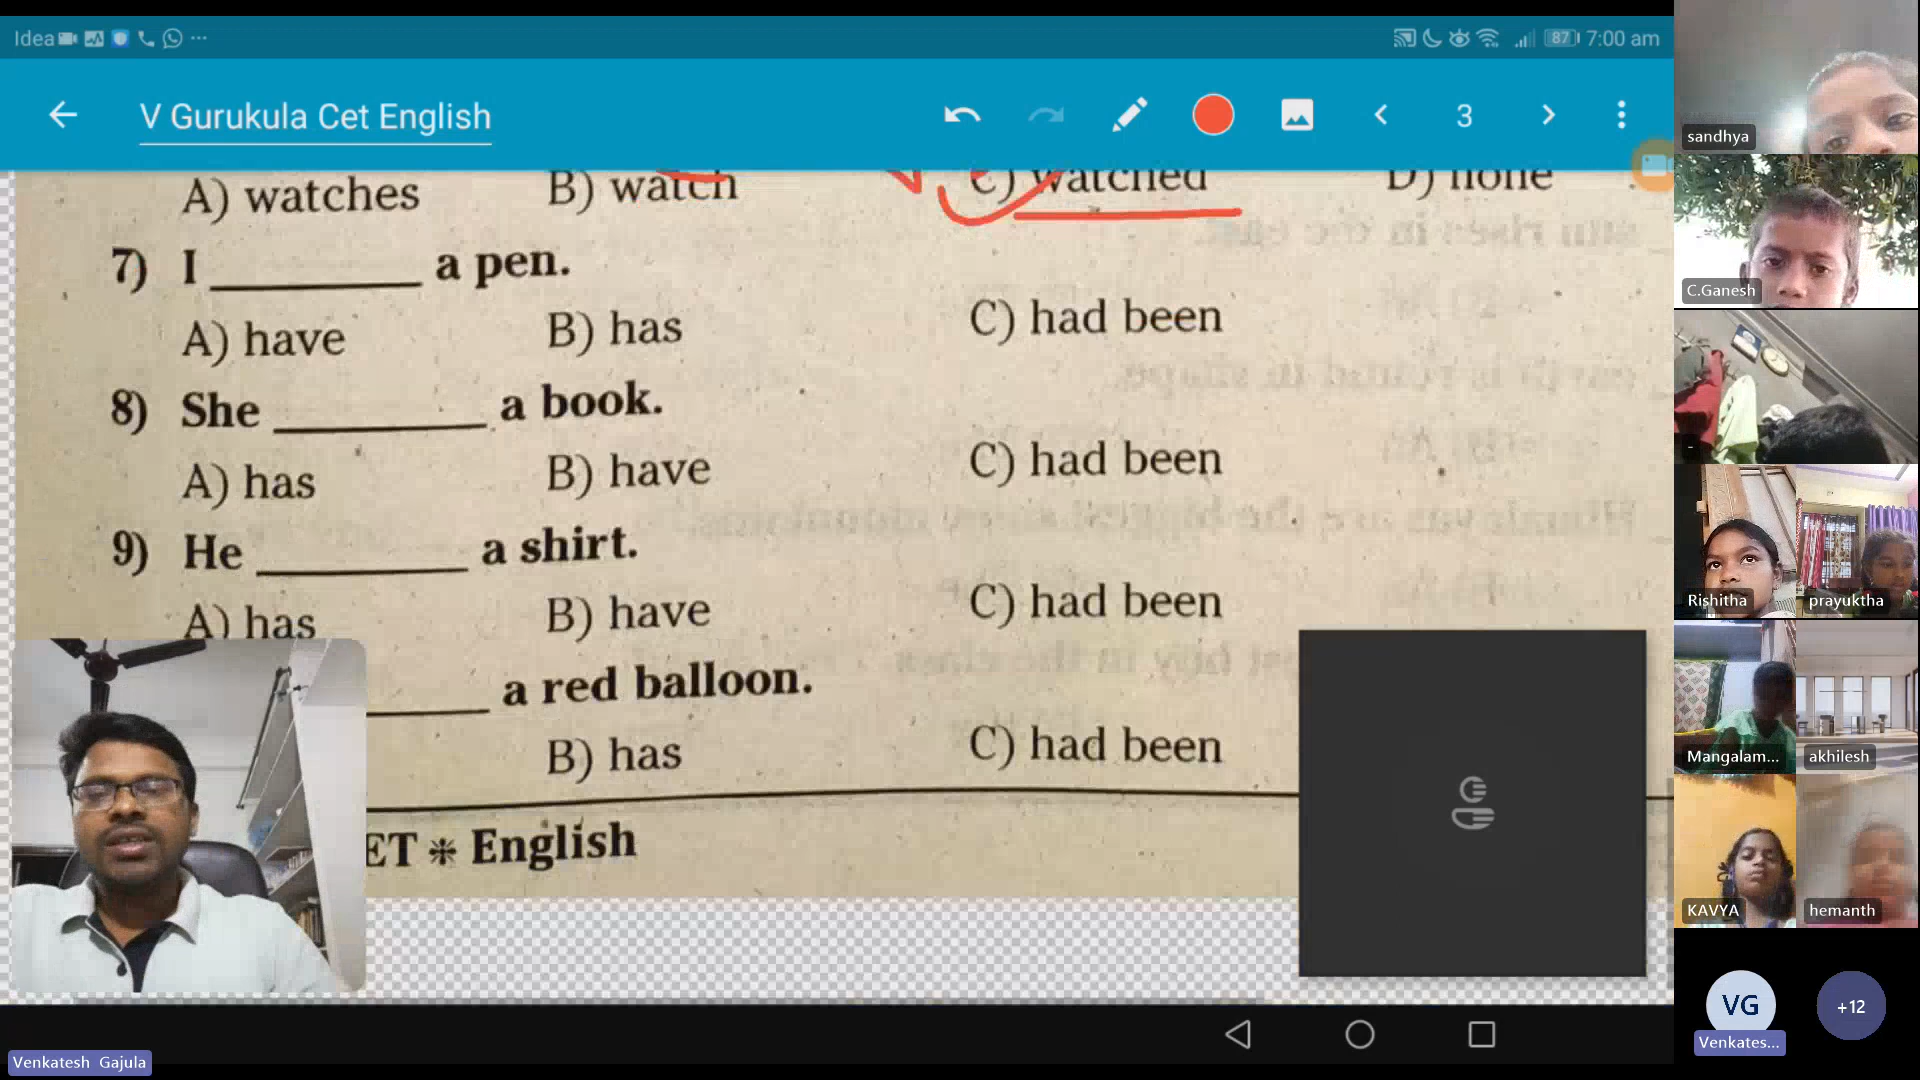 Idea 87 7:00 am
V Gurukula Cet English 3
A) watches B) watch C) watched D) none
7) I ________ a pen.
A) have B) has C) had been
8) She ________ a book.
A) has B) have C) had been
9) He ________ a shirt.
A) has B) have C) had been
________ a red balloon.
B) has C) had been
ET * English
Venkatesh Gajula
sandhya
C.Ganesh
-
Rishitha
prayuktha
Mangalam...
akhilesh
KAVYA
hemanth
VG
+12
Venkates...